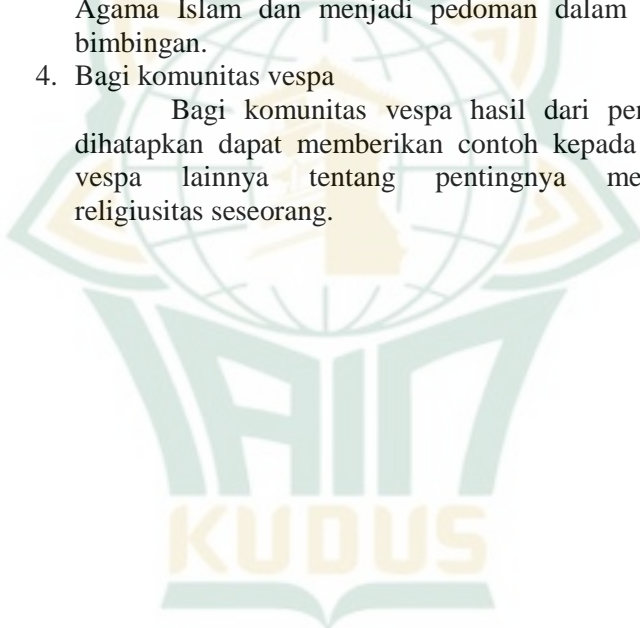 Agama Islam dan menjadi pedoman dalam
bimbingan.
4. Bagi komunitas vespa
Bagi komunitas vespa hasil dari per
dihatapkan dapat memberikan contoh kepada
vespa lainnya tentang pentingnya me
religiusitas seseorang.
IAIN
KUDUS